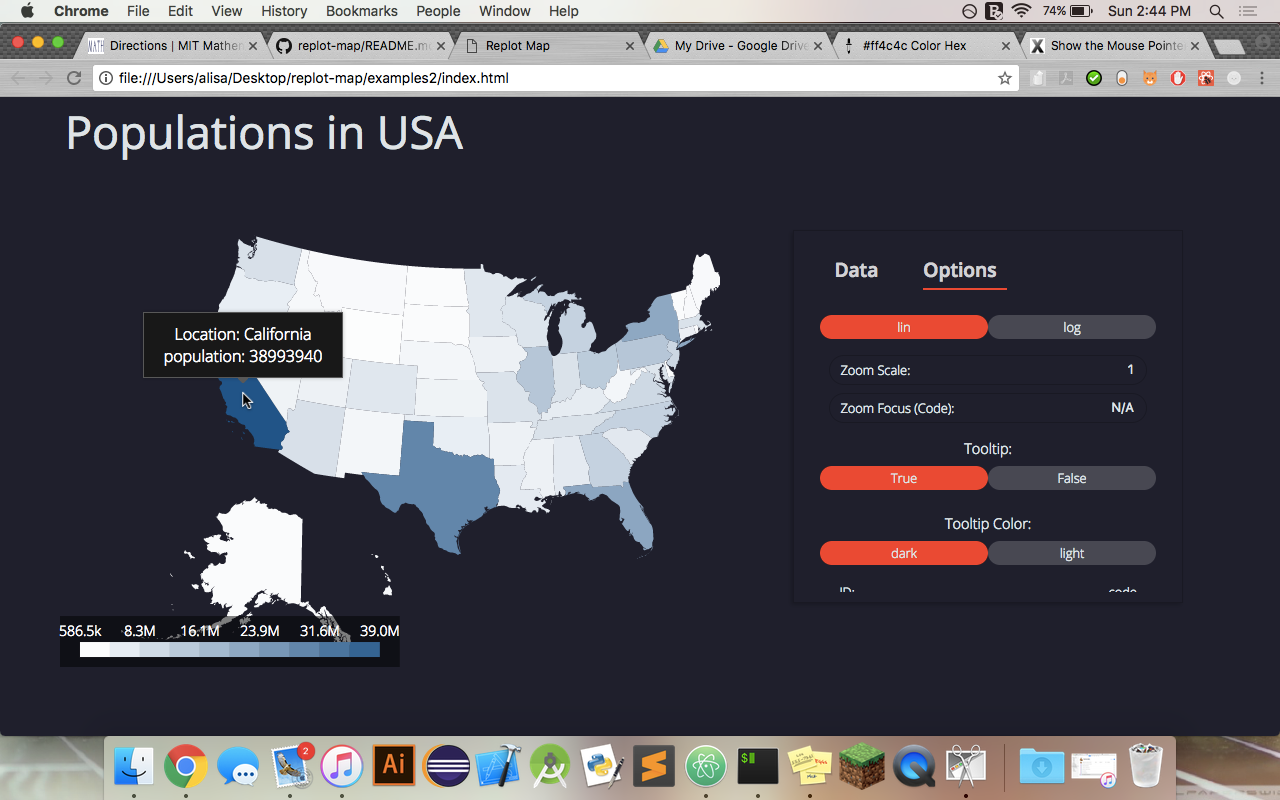 Chrome File Edit View History Bookmarks People Window Help 74% Sun 2:44 PM
Directions | MIT Mathem replot-map/README.m Replot Map My Drive - Google Drive #ff4c4c Color Hex Show the Mouse Pointe
file:///Users/alisa/Desktop/replot-map/examples2/index.html
Populations in USA
Data Options
lin log
Location: California
population: 38993940
Zoom Scale: 1
Zoom Focus (Code): N/A
Tooltip:
True False
Tooltip Color:
dark light
ID: code
586.5k 8.3M 16.1M 23.9M 31.6M 39.0M
2
Ai
$